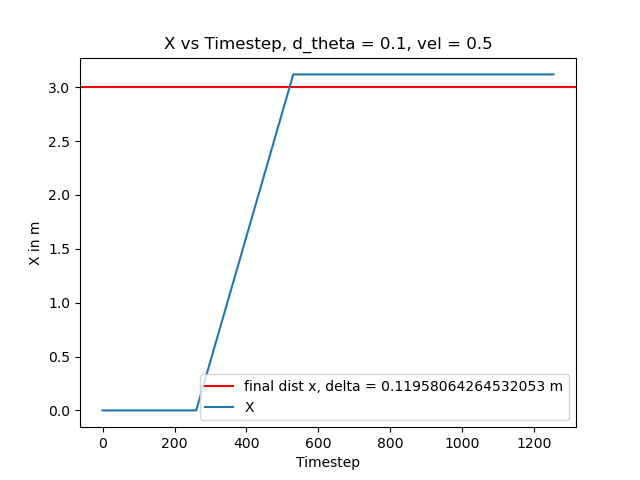 X vs Timestep, d_theta = 0.1, vel = 0.5
3.0
2.5
2.0
1.5
1.0
0.5
0.0
X in m
final dist x, delta = 0.11958064264532053 m
X
0 200 400 600 800 1000 1200
Timestep